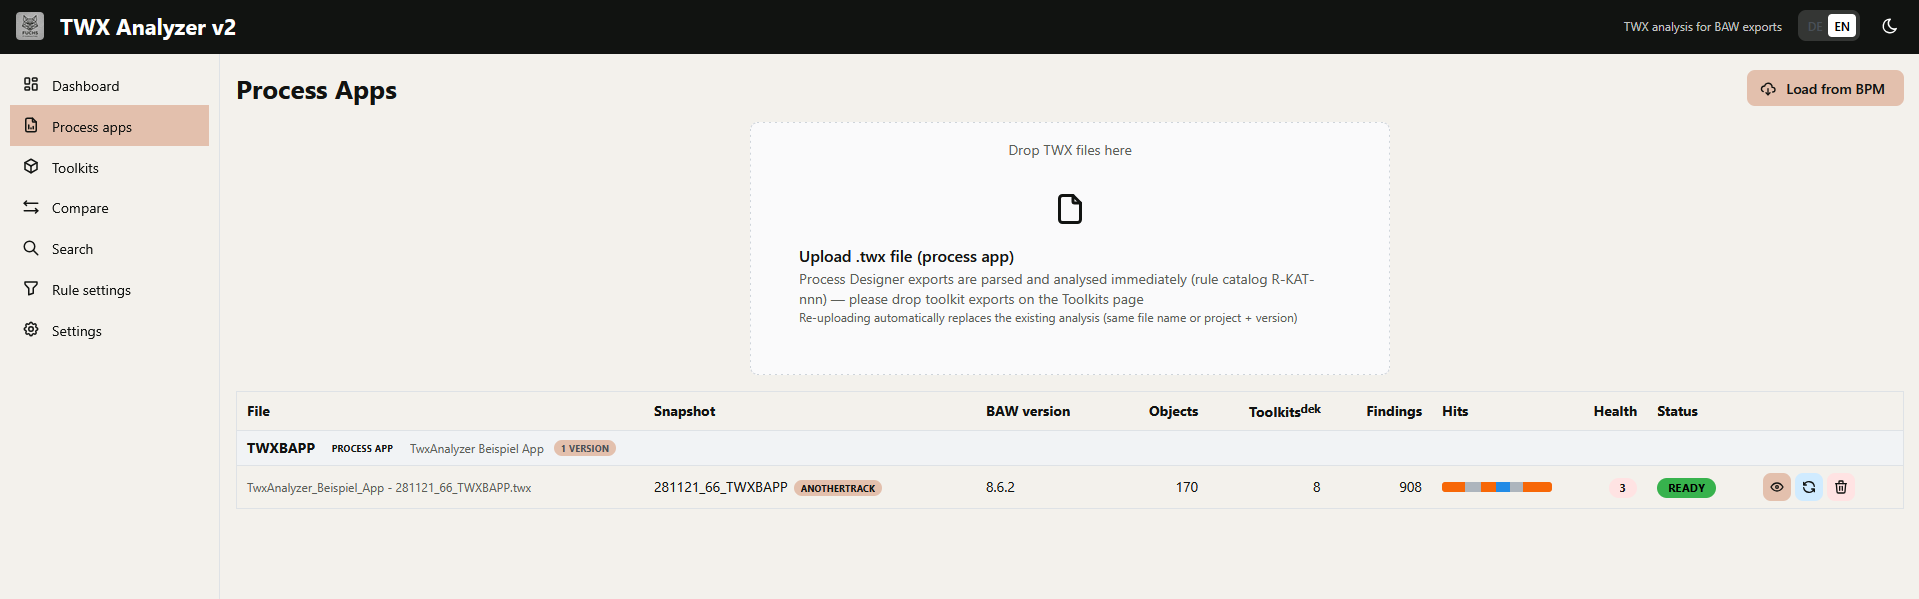 FUCHS
TWX Analyzer v2
TWX analysis for BAW exports
DE EN
Dashboard
Process apps
Toolkits
Compare
Search
Rule settings
Settings
Process Apps
Load from BPM
Drop TWX files here
Upload .twx file (process app)
Process Designer exports are parsed and analysed immediately (rule catalog R-KAT-
nnn) — please drop toolkit exports on the Toolkits page
Re-uploading automatically replaces the existing analysis (same file name or project + version)
File Snapshot BAW version Objects Toolkitsdek Findings Hits Health Status
TWXBAPP PROCESS APP TwxAnalyzer Beispiel App 1 VERSION
TwxAnalyzer_Beispiel_App - 281121_66_TWXBAPP.twx 281121_66_TWXBAPP ANOTHERTRACK 8.6.2 170 8 908 3 READY